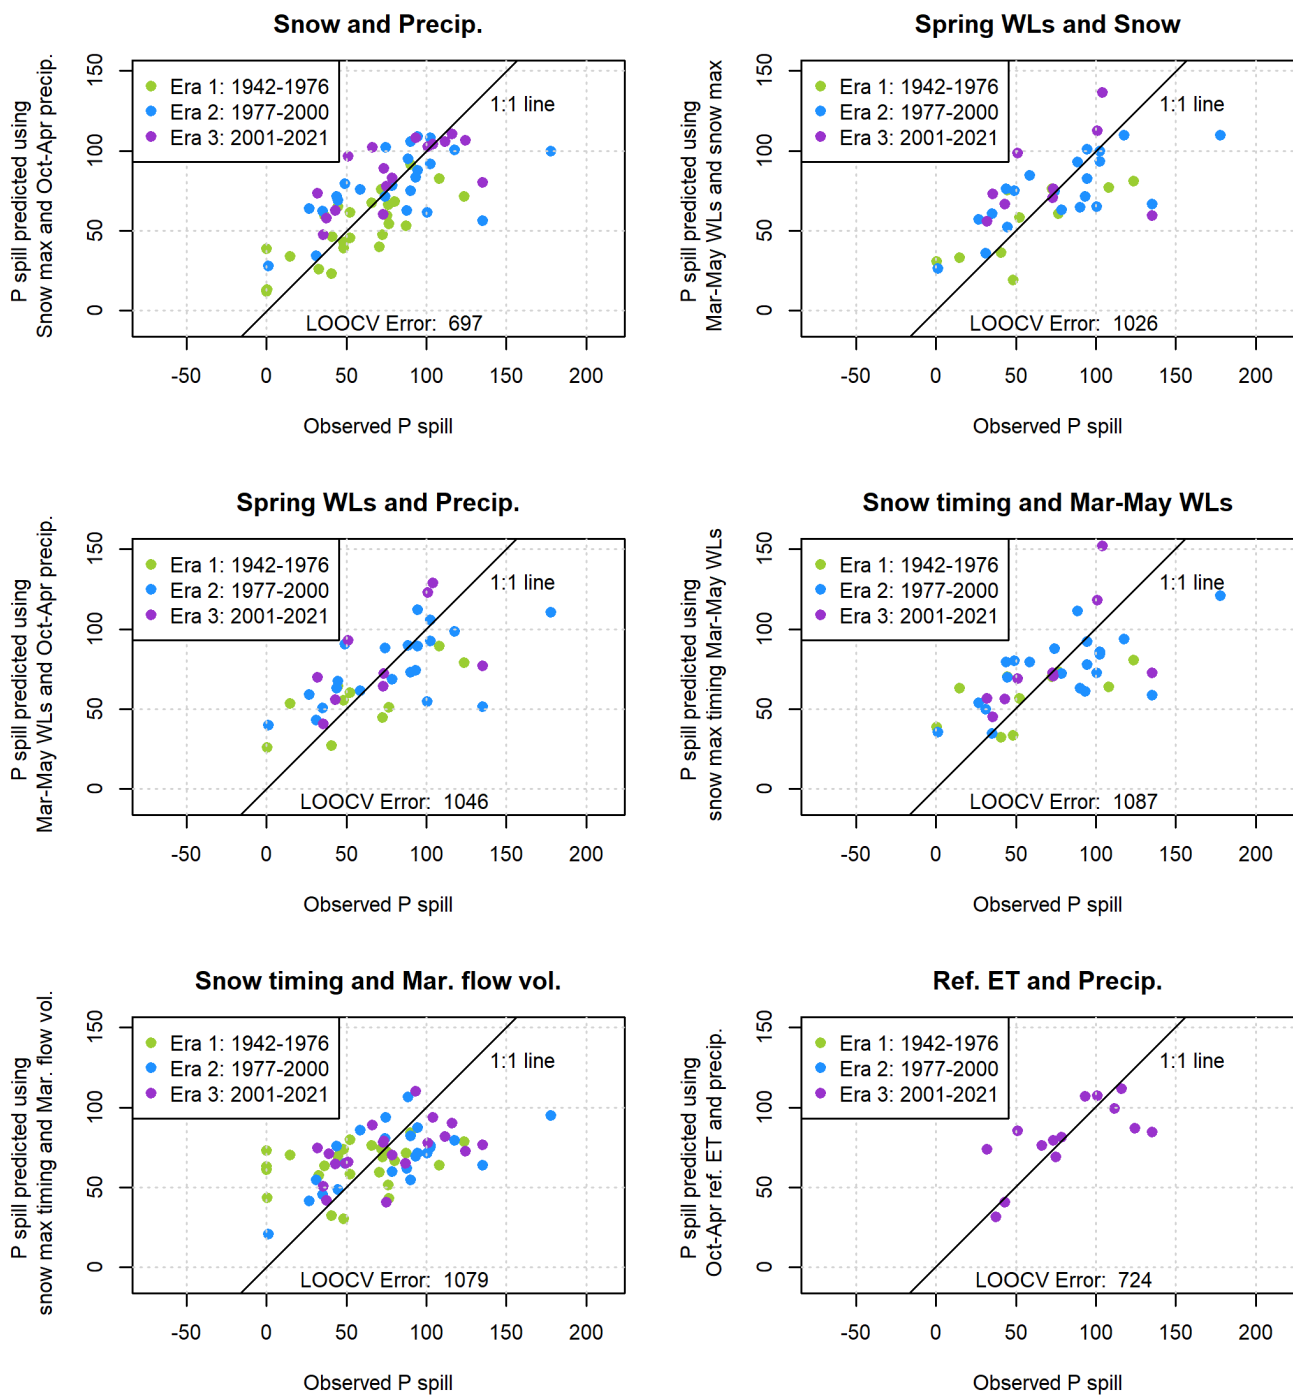 Snow and Precip.
P spill predicted using
Snow max and Oct-Apr precip.
150
100
50
0
Era 1: 1942-1976
Era 2: 1977-2000
Era 3: 2001-2021
1:1 line
LOOCV Error: 697
-50 0 50 100 150 200
Observed P spill
Spring WLs and Snow
P spill predicted using
Mar-May WLs and snow max
150
100
50
0
Era 1: 1942-1976
Era 2: 1977-2000
Era 3: 2001-2021
1:1 line
LOOCV Error: 1026
-50 0 50 100 150 200
Observed P spill
Spring WLs and Precip.
P spill predicted using
Mar-May WLs and Oct-Apr precip.
150
100
50
0
Era 1: 1942-1976
Era 2: 1977-2000
Era 3: 2001-2021
1:1 line
LOOCV Error: 1046
-50 0 50 100 150 200
Observed P spill
Snow timing and Mar-May WLs
P spill predicted using
snow max timing Mar-May WLs
150
100
50
0
Era 1: 1942-1976
Era 2: 1977-2000
Era 3: 2001-2021
1:1 line
LOOCV Error: 1087
-50 0 50 100 150 200
Observed P spill
Snow timing and Mar. flow vol.
P spill predicted using
snow max timing and Mar. flow vol.
150
100
50
0
Era 1: 1942-1976
Era 2: 1977-2000
Era 3: 2001-2021
1:1 line
LOOCV Error: 1079
-50 0 50 100 150 200
Observed P spill
Ref. ET and Precip.
P spill predicted using
Oct-Apr ref. ET and precip.
150
100
50
0
Era 1: 1942-1976
Era 2: 1977-2000
Era 3: 2001-2021
1:1 line
LOOCV Error: 724
-50 0 50 100 150 200
Observed P spill